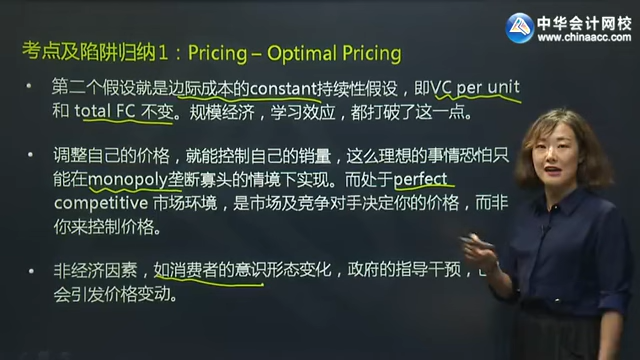 中华会计网校
www.chinaacc.com
考点及陷阱归纳1：Pricing – Optimal Pricing
• 第二个假设就是边际成本的constant持续性假设，即VC per unit
和 total FC 不变。规模经济，学习效应，都打破了这一点。
• 调整自己的价格，就能控制自己的销量，这么理想的事情恐怕只
能在monopoly垄断寡头的情境下实现。而处于perfect
competitive 市场环境，是市场及竞争对手决定你的价格，而非
你来控制价格。
• 非经济因素，如消费者的意识形态变化，政府的指导干预，
会引发价格变动。